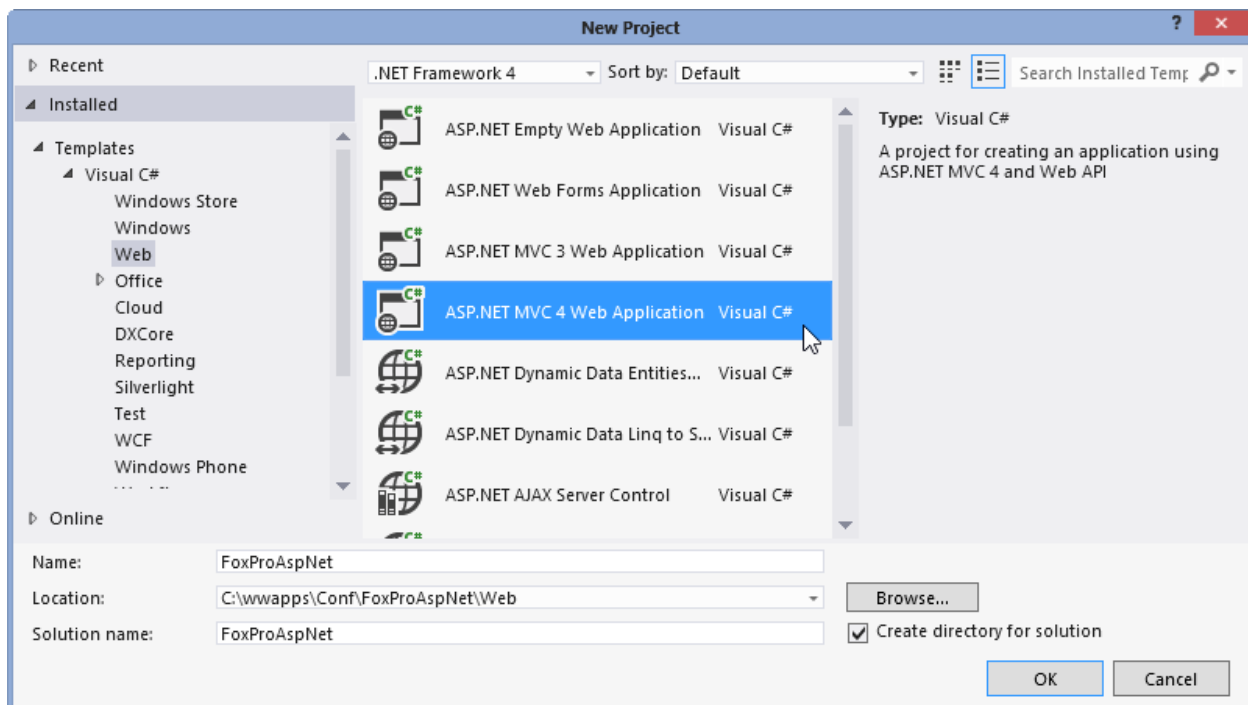 New Project
?
Recent
.NET Framework 4
Sort by: Default
Search Installed Temp
Installed
Templates
Visual C#
Windows Store
Windows
Web
Office
Cloud
DXCore
Reporting
Silverlight
Test
WCF
Windows Phone
Online
C# ASP.NET Empty Web Application Visual C#
C# ASP.NET Web Forms Application Visual C#
C# ASP.NET MVC 3 Web Application Visual C#
C# ASP.NET MVC 4 Web Application Visual C#
C# ASP.NET Dynamic Data Entities... Visual C#
C# ASP.NET Dynamic Data Linq to S... Visual C#
C# ASP.NET AJAX Server Control Visual C#
C#
Type: Visual C#
A project for creating an application using
ASP.NET MVC 4 and Web API
Name: FoxProAspNet
Location: C:\wwapps\Conf\FoxProAspNet\Web
Browse...
Solution name: FoxProAspNet
Create directory for solution
OK
Cancel